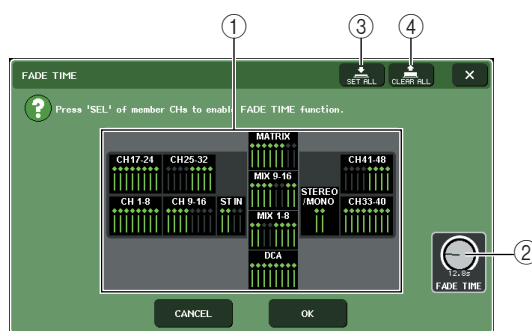 1
3
4
FADE TIME
SET ALL
CLEAR ALL
×
?
Press 'SEL' of member CHs to enable FADE TIME function.
MATRIX
CH17-24 CH25-32 CH41-48
MIX 9-16
STEREO
/MONO
CH 1-8 CH 9-16 ST IN CH33-40
MIX 1-8
DCA
2
12.8s
FADE TIME
CANCEL OK